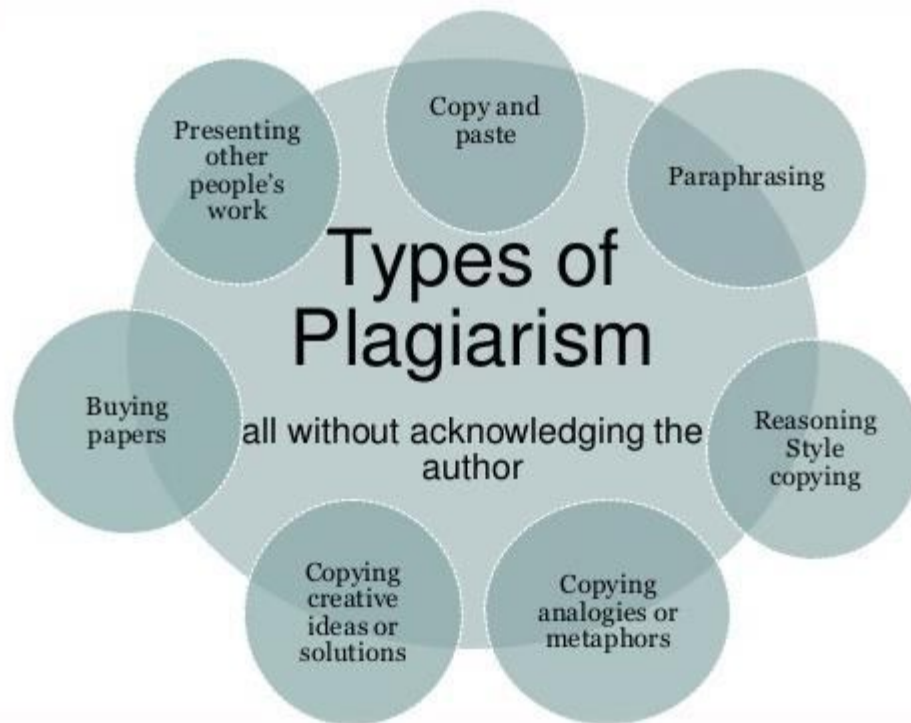 Types of
Plagiarism
all without acknowledging the
author
Copy and
paste
Paraphrasing
Reasoning
Style
copying
Copying
analogies or
metaphors
Copying
creative
ideas or
solutions
Buying
papers
Presenting
other
people's
work